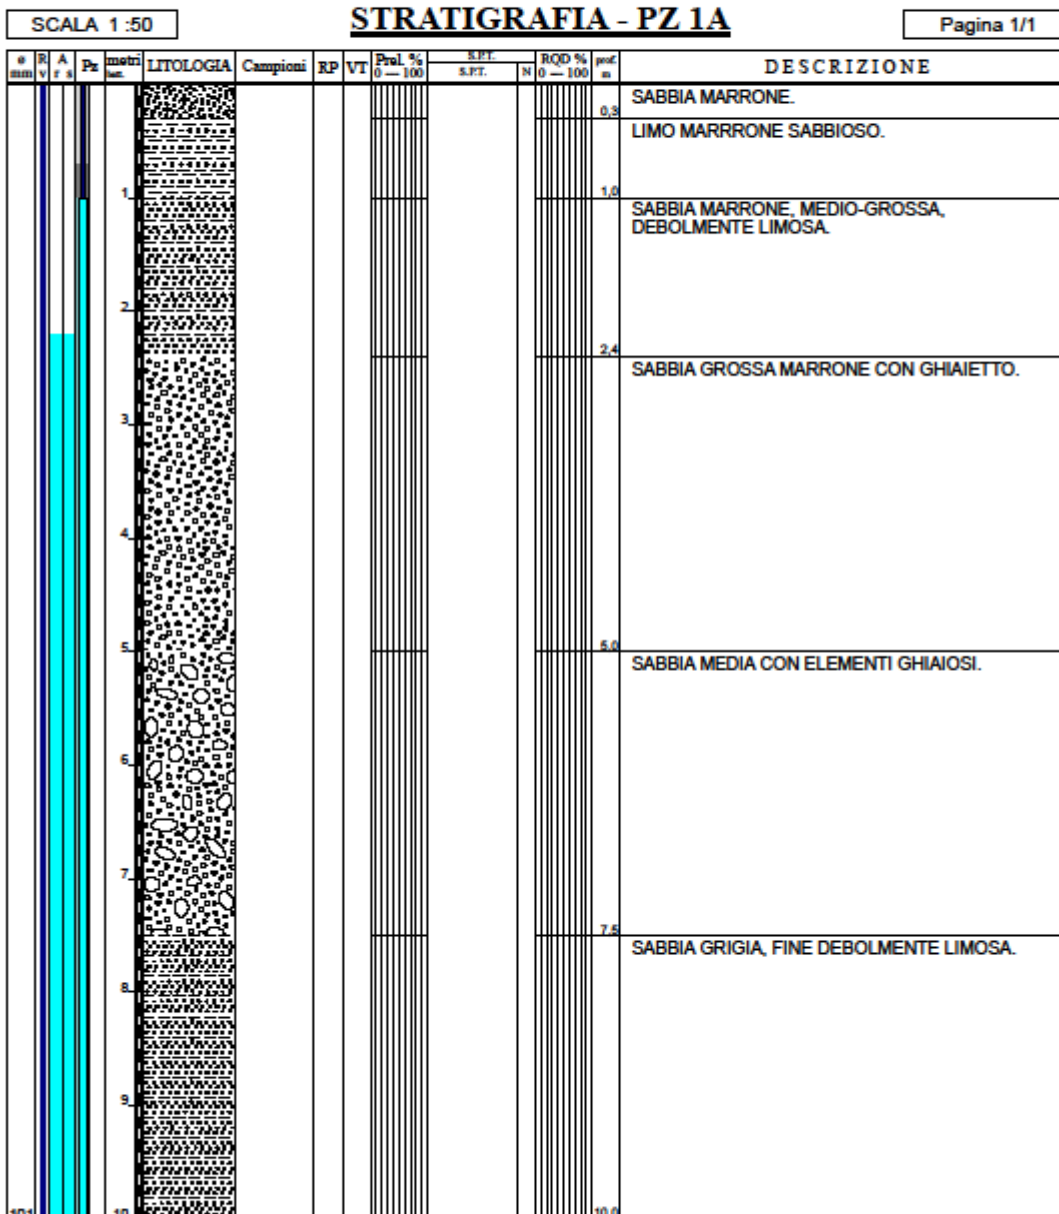 SCALA 1 :50
STRATIGRAFIA - PZ 1A
Pagina 1/1
ø mm
R v
A r s
Pz
metri batt.
LITOLOGIA
Campioni
RP
VT
Prel. % 0 — 100
S.P.T.
S.P.T.
N
RQD % 0 — 100
prof. m
DESCRIZIONE
SABBIA MARRONE.
0,3
LIMO MARRRONE SABBIOSO.
1
1,0
SABBIA MARRONE, MEDIO-GROSSA,
DEBOLMENTE LIMOSA.
2
2,4
SABBIA GROSSA MARRONE CON GHIAIETTO.
3
4
5
5,0
SABBIA MEDIA CON ELEMENTI GHIAIOSI.
6
7
7,5
SABBIA GRIGIA, FINE DEBOLMENTE LIMOSA.
8
9
101
10
10,0